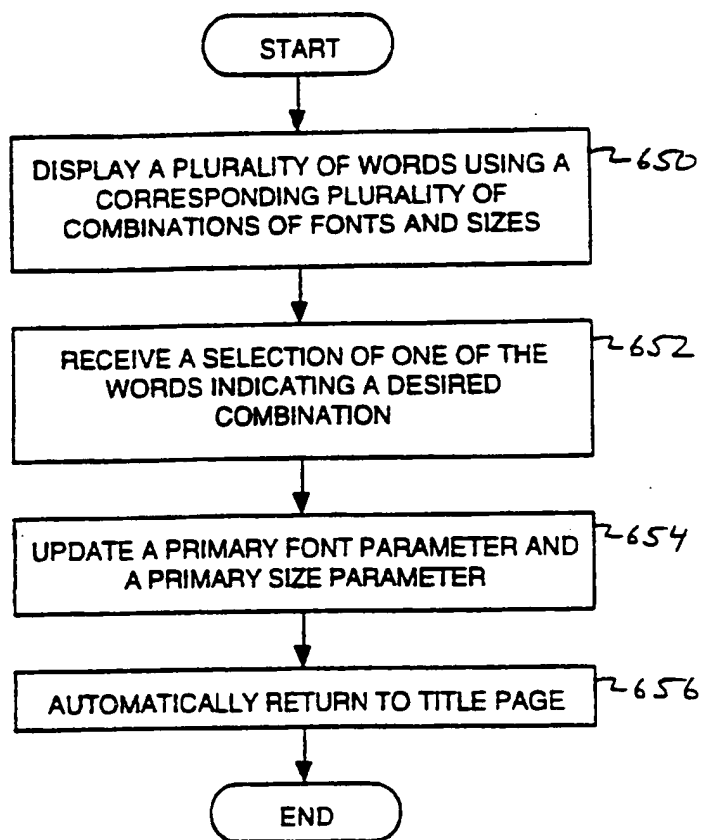 START
DISPLAY A PLURALITY OF WORDS USING A
CORRESPONDING PLURALITY OF
COMBINATIONS OF FONTS AND SIZES
650
RECEIVE A SELECTION OF ONE OF THE
WORDS INDICATING A DESIRED
COMBINATION
652
UPDATE A PRIMARY FONT PARAMETER AND
A PRIMARY SIZE PARAMETER
654
AUTOMATICALLY RETURN TO TITLE PAGE
656
END